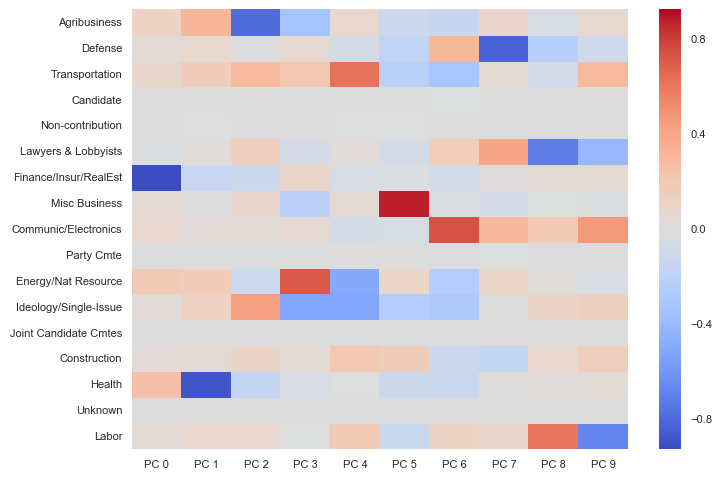 Agribusiness
Defense
Transportation
Candidate
Non-contribution
Lawyers & Lobbyists
Finance/Insur/RealEst
Misc Business
Communic/Electronics
Party Cmte
Energy/Nat Resource
Ideology/Single-Issue
Joint Candidate Cmtes
Construction
Health
Unknown
Labor
PC 0 PC 1 PC 2 PC 3 PC 4 PC 5 PC 6 PC 7 PC 8 PC 9
0.8
0.4
0.0
−0.4
−0.8